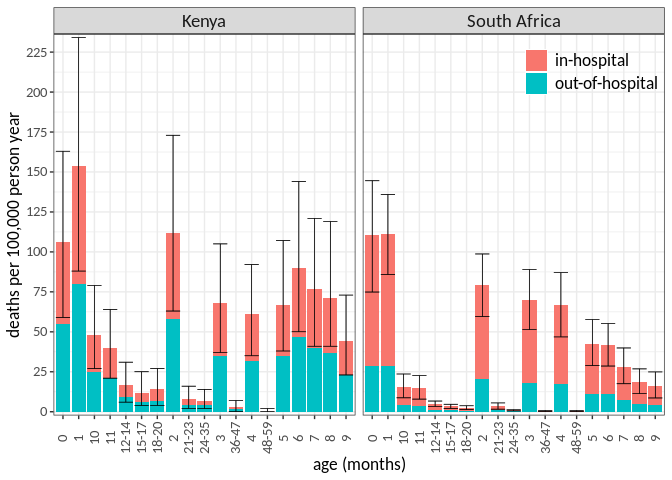 Kenya South Africa
in-hospital
out-of-hospital
deaths per 100,000 person year
225
200
175
150
125
100
75
50
25
0
0 1 10 11 12-14 15-17 18-20 2 21-23 24-35 3 36-47 4 48-59 5 6 7 8 9 0 1 10 11 12-14 15-17 18-20 2 21-23 24-35 3 36-47 4 48-59 5 6 7 8 9
age (months)